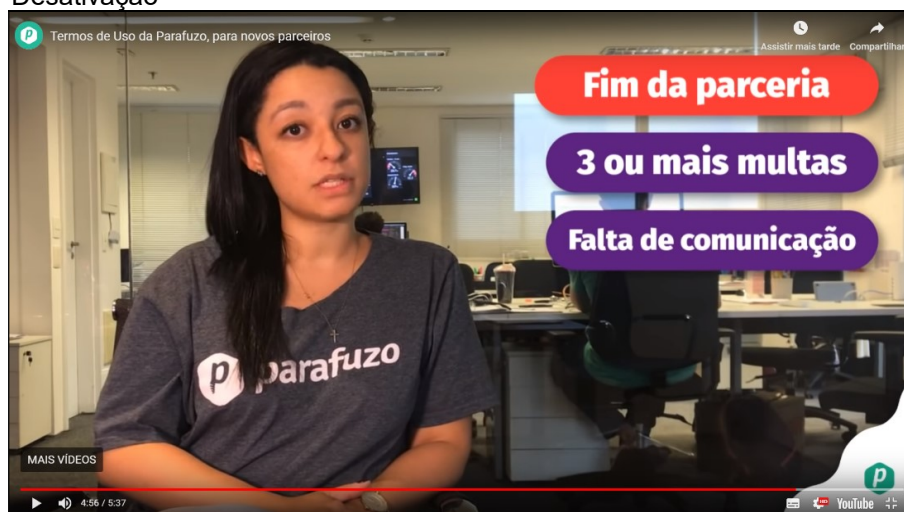 Desativação
Termos de Uso da Parafuzo, para novos parceiros
Assistir mais tarde
Compartilhar
Fim da parceria
3 ou mais multas
Falta de comunicação
parafuzo
MAIS VÍDEOS
4:56 / 5:37
YouTube